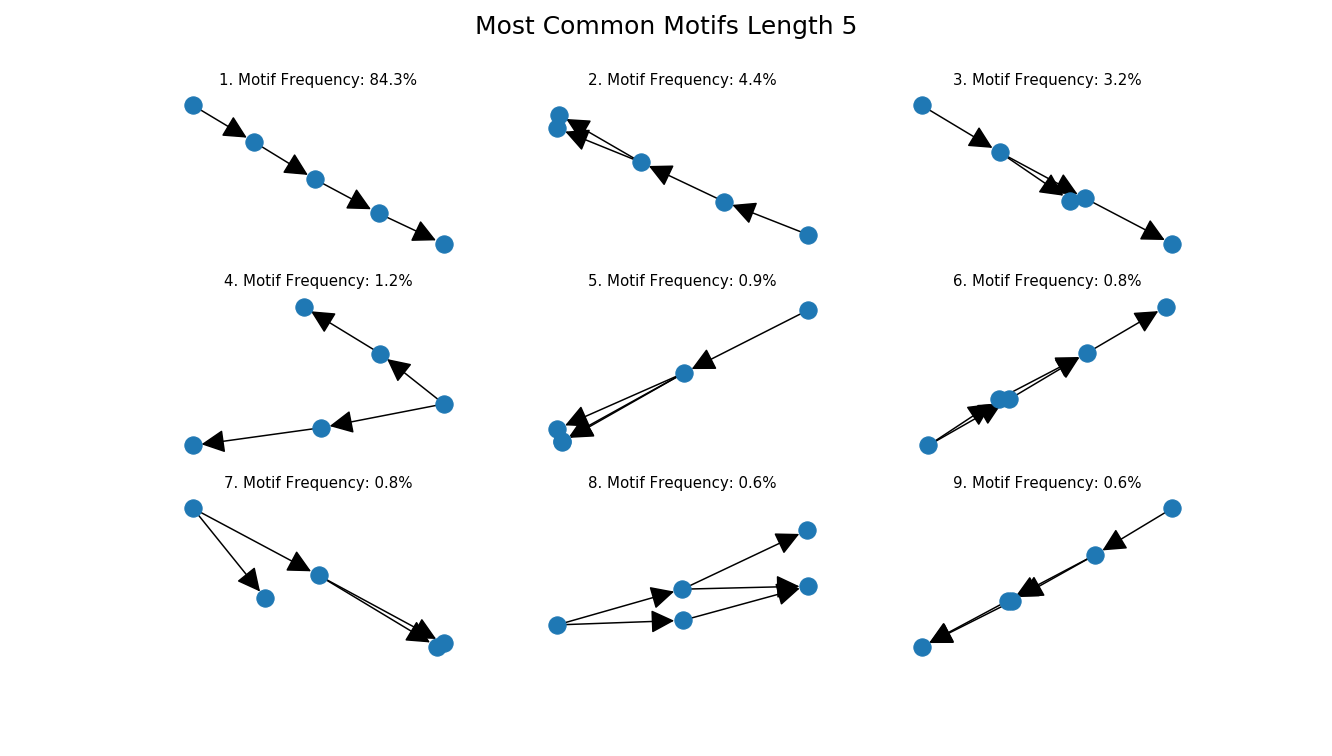 Most Common Motifs Length 5
1. Motif Frequency: 84.3%
2. Motif Frequency: 4.4%
3. Motif Frequency: 3.2%
4. Motif Frequency: 1.2%
5. Motif Frequency: 0.9%
6. Motif Frequency: 0.8%
7. Motif Frequency: 0.8%
8. Motif Frequency: 0.6%
9. Motif Frequency: 0.6%